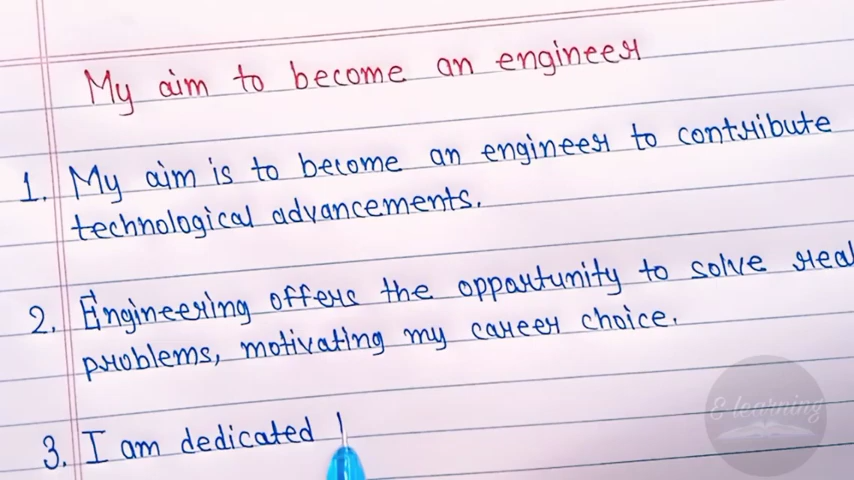 My aim to become an engineer
1. My aim is to become an engineer to contribute
technological advancements.
2. Engineering offers the opportunity to solve real
problems, motivating my career choice.
E learning
3. I am dedicated